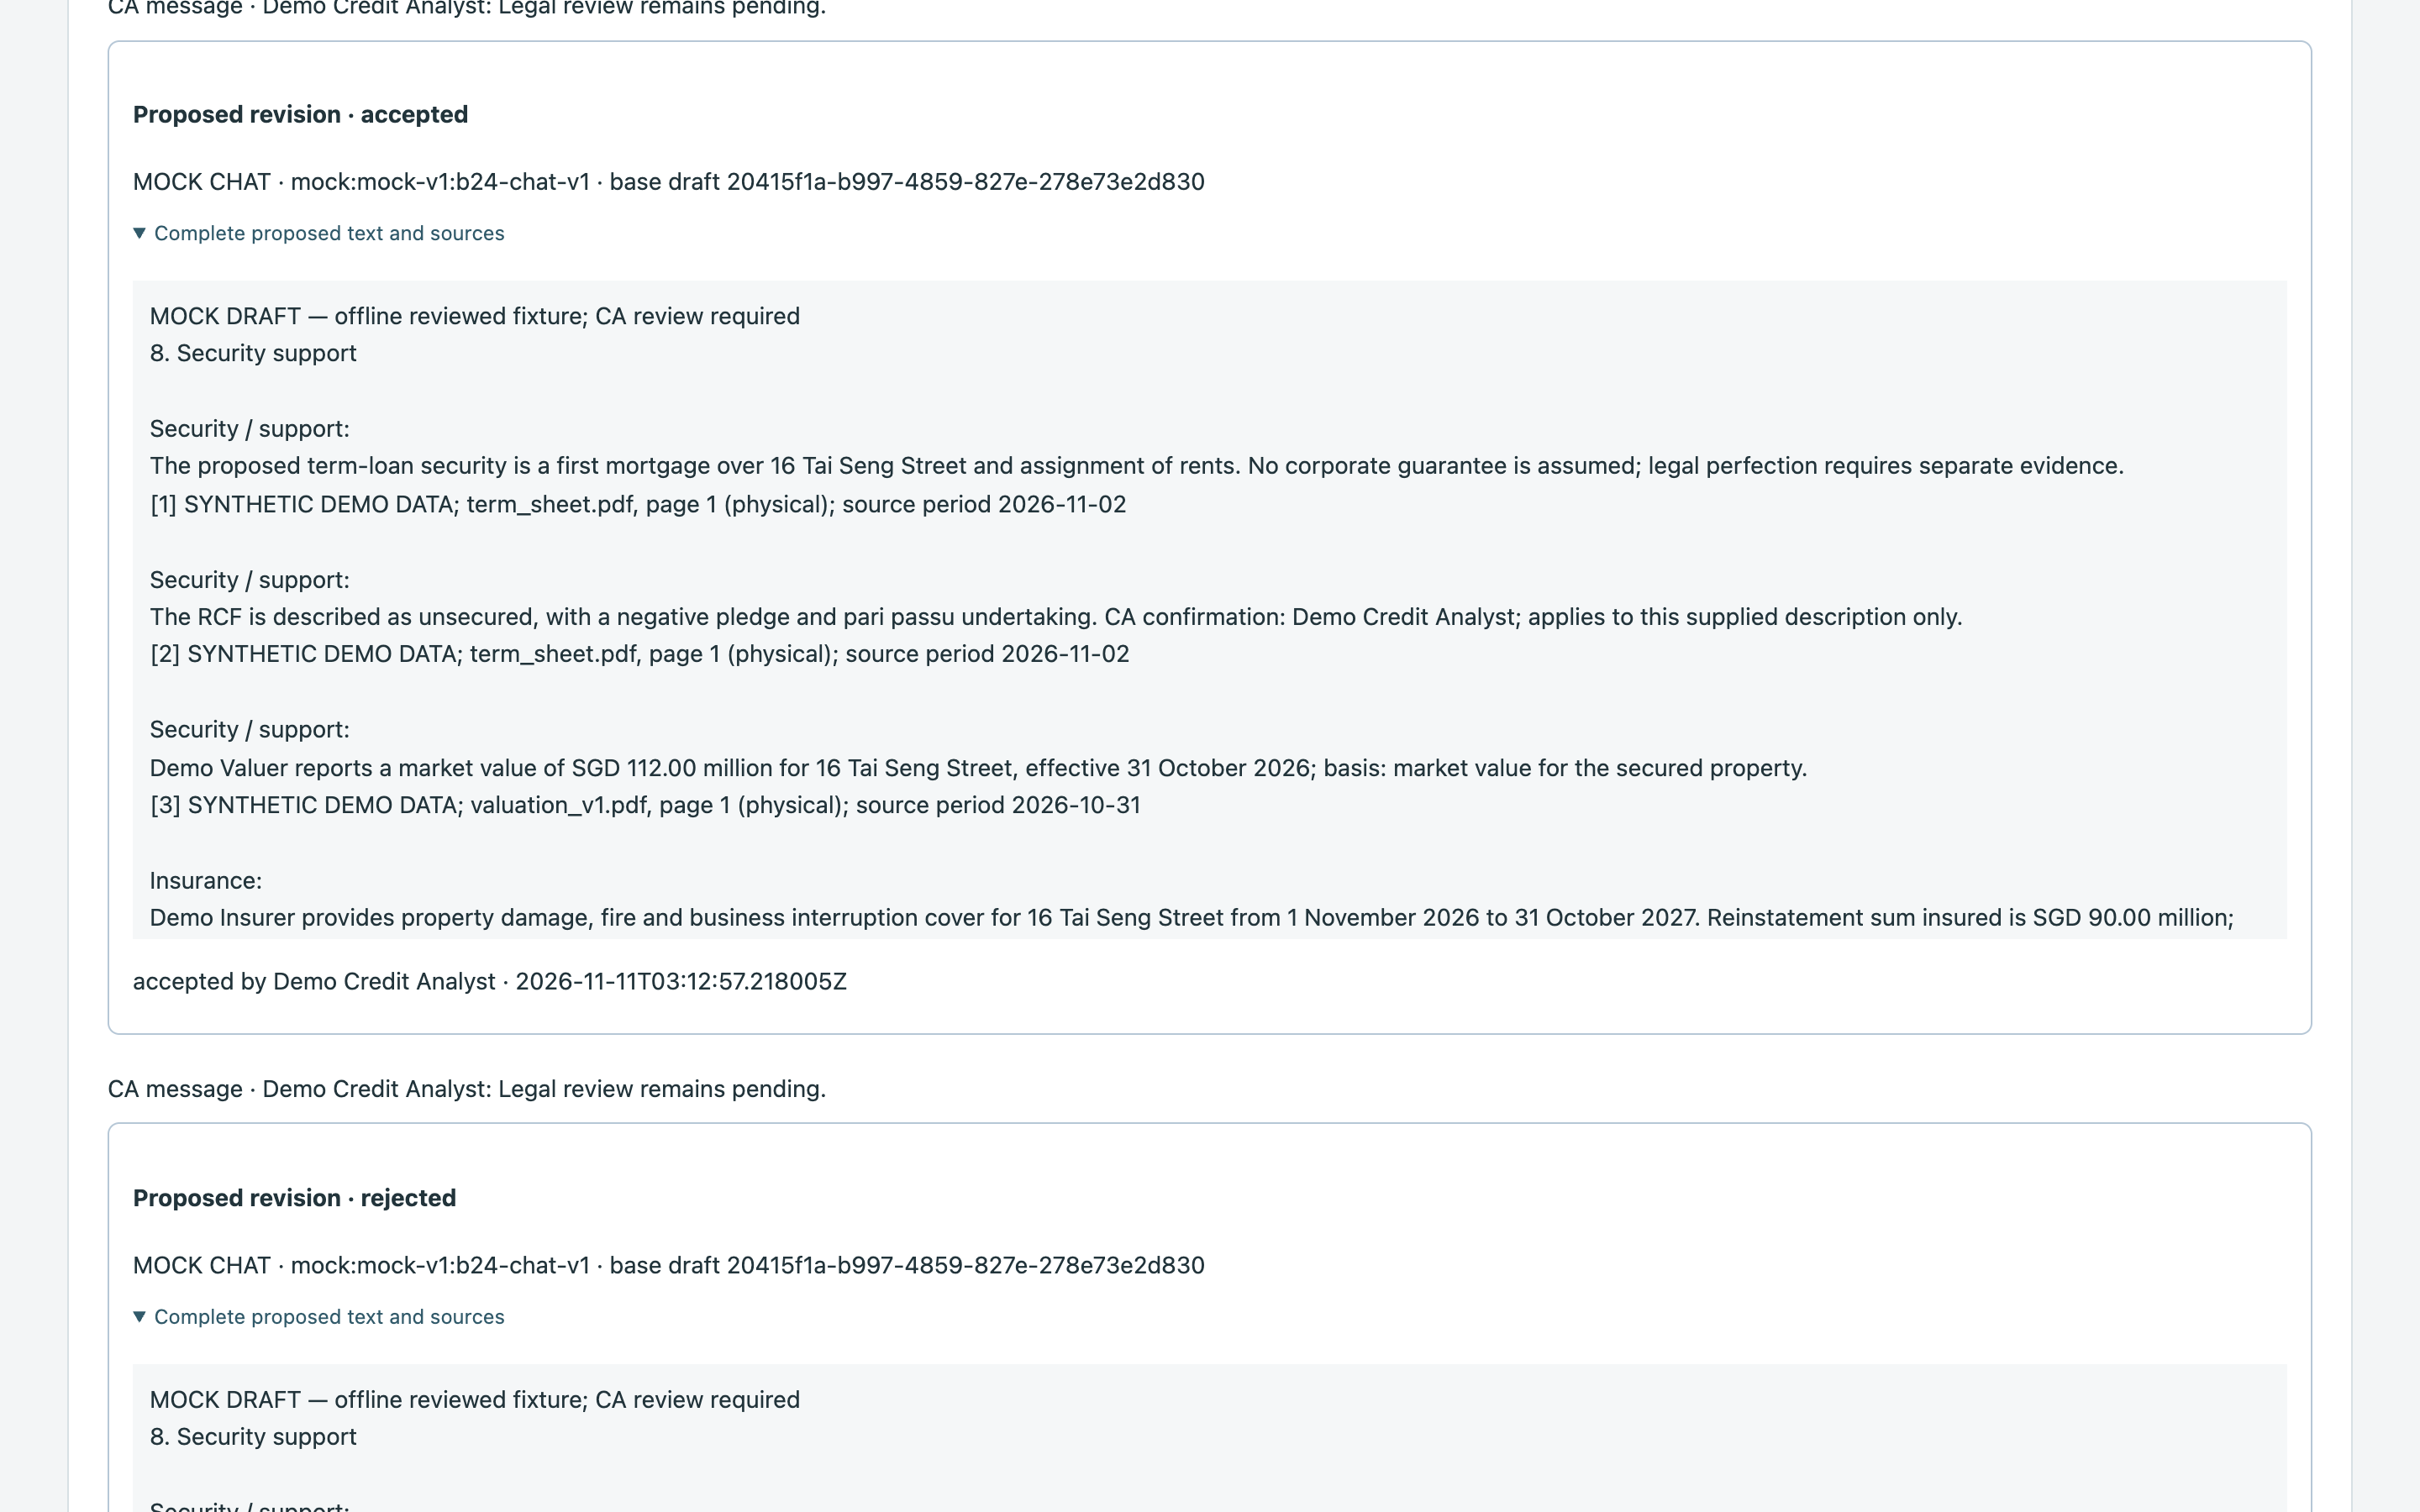 CA message · Demo Credit Analyst: Legal review remains pending.
Proposed revision · accepted
MOCK CHAT · mock:mock-v1:b24-chat-v1 · base draft 20415f1a-b997-4859-827e-278e73e2d830
▼ Complete proposed text and sources
MOCK DRAFT — offline reviewed fixture; CA review required
8. Security support
Security / support:
The proposed term-loan security is a first mortgage over 16 Tai Seng Street and assignment of rents. No corporate guarantee is assumed; legal perfection requires separate evidence.
[1] SYNTHETIC DEMO DATA; term_sheet.pdf, page 1 (physical); source period 2026-11-02
Security / support:
The RCF is described as unsecured, with a negative pledge and pari passu undertaking. CA confirmation: Demo Credit Analyst; applies to this supplied description only.
[2] SYNTHETIC DEMO DATA; term_sheet.pdf, page 1 (physical); source period 2026-11-02
Security / support:
Demo Valuer reports a market value of SGD 112.00 million for 16 Tai Seng Street, effective 31 October 2026; basis: market value for the secured property.
[3] SYNTHETIC DEMO DATA; valuation_v1.pdf, page 1 (physical); source period 2026-10-31
Insurance:
Demo Insurer provides property damage, fire and business interruption cover for 16 Tai Seng Street from 1 November 2026 to 31 October 2027. Reinstatement sum insured is SGD 90.00 million;
accepted by Demo Credit Analyst · 2026-11-11T03:12:57.218005Z
CA message · Demo Credit Analyst: Legal review remains pending.
Proposed revision · rejected
MOCK CHAT · mock:mock-v1:b24-chat-v1 · base draft 20415f1a-b997-4859-827e-278e73e2d830
▼ Complete proposed text and sources
MOCK DRAFT — offline reviewed fixture; CA review required
8. Security support
Security / support: